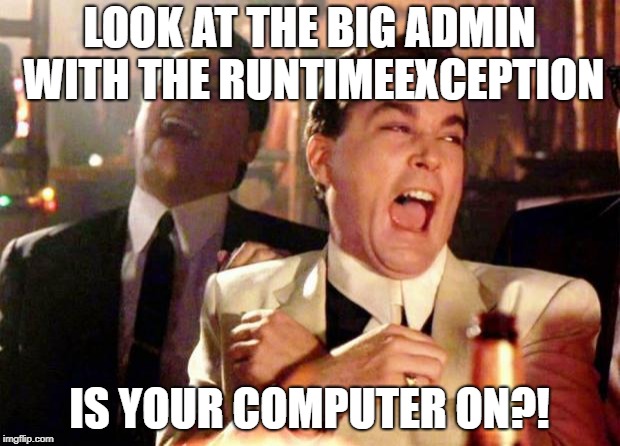 LOOK AT THE BIG ADMIN
WITH THE RUNTIMEEXCEPTION
IS YOUR COMPUTER ON?!
imgflip.com